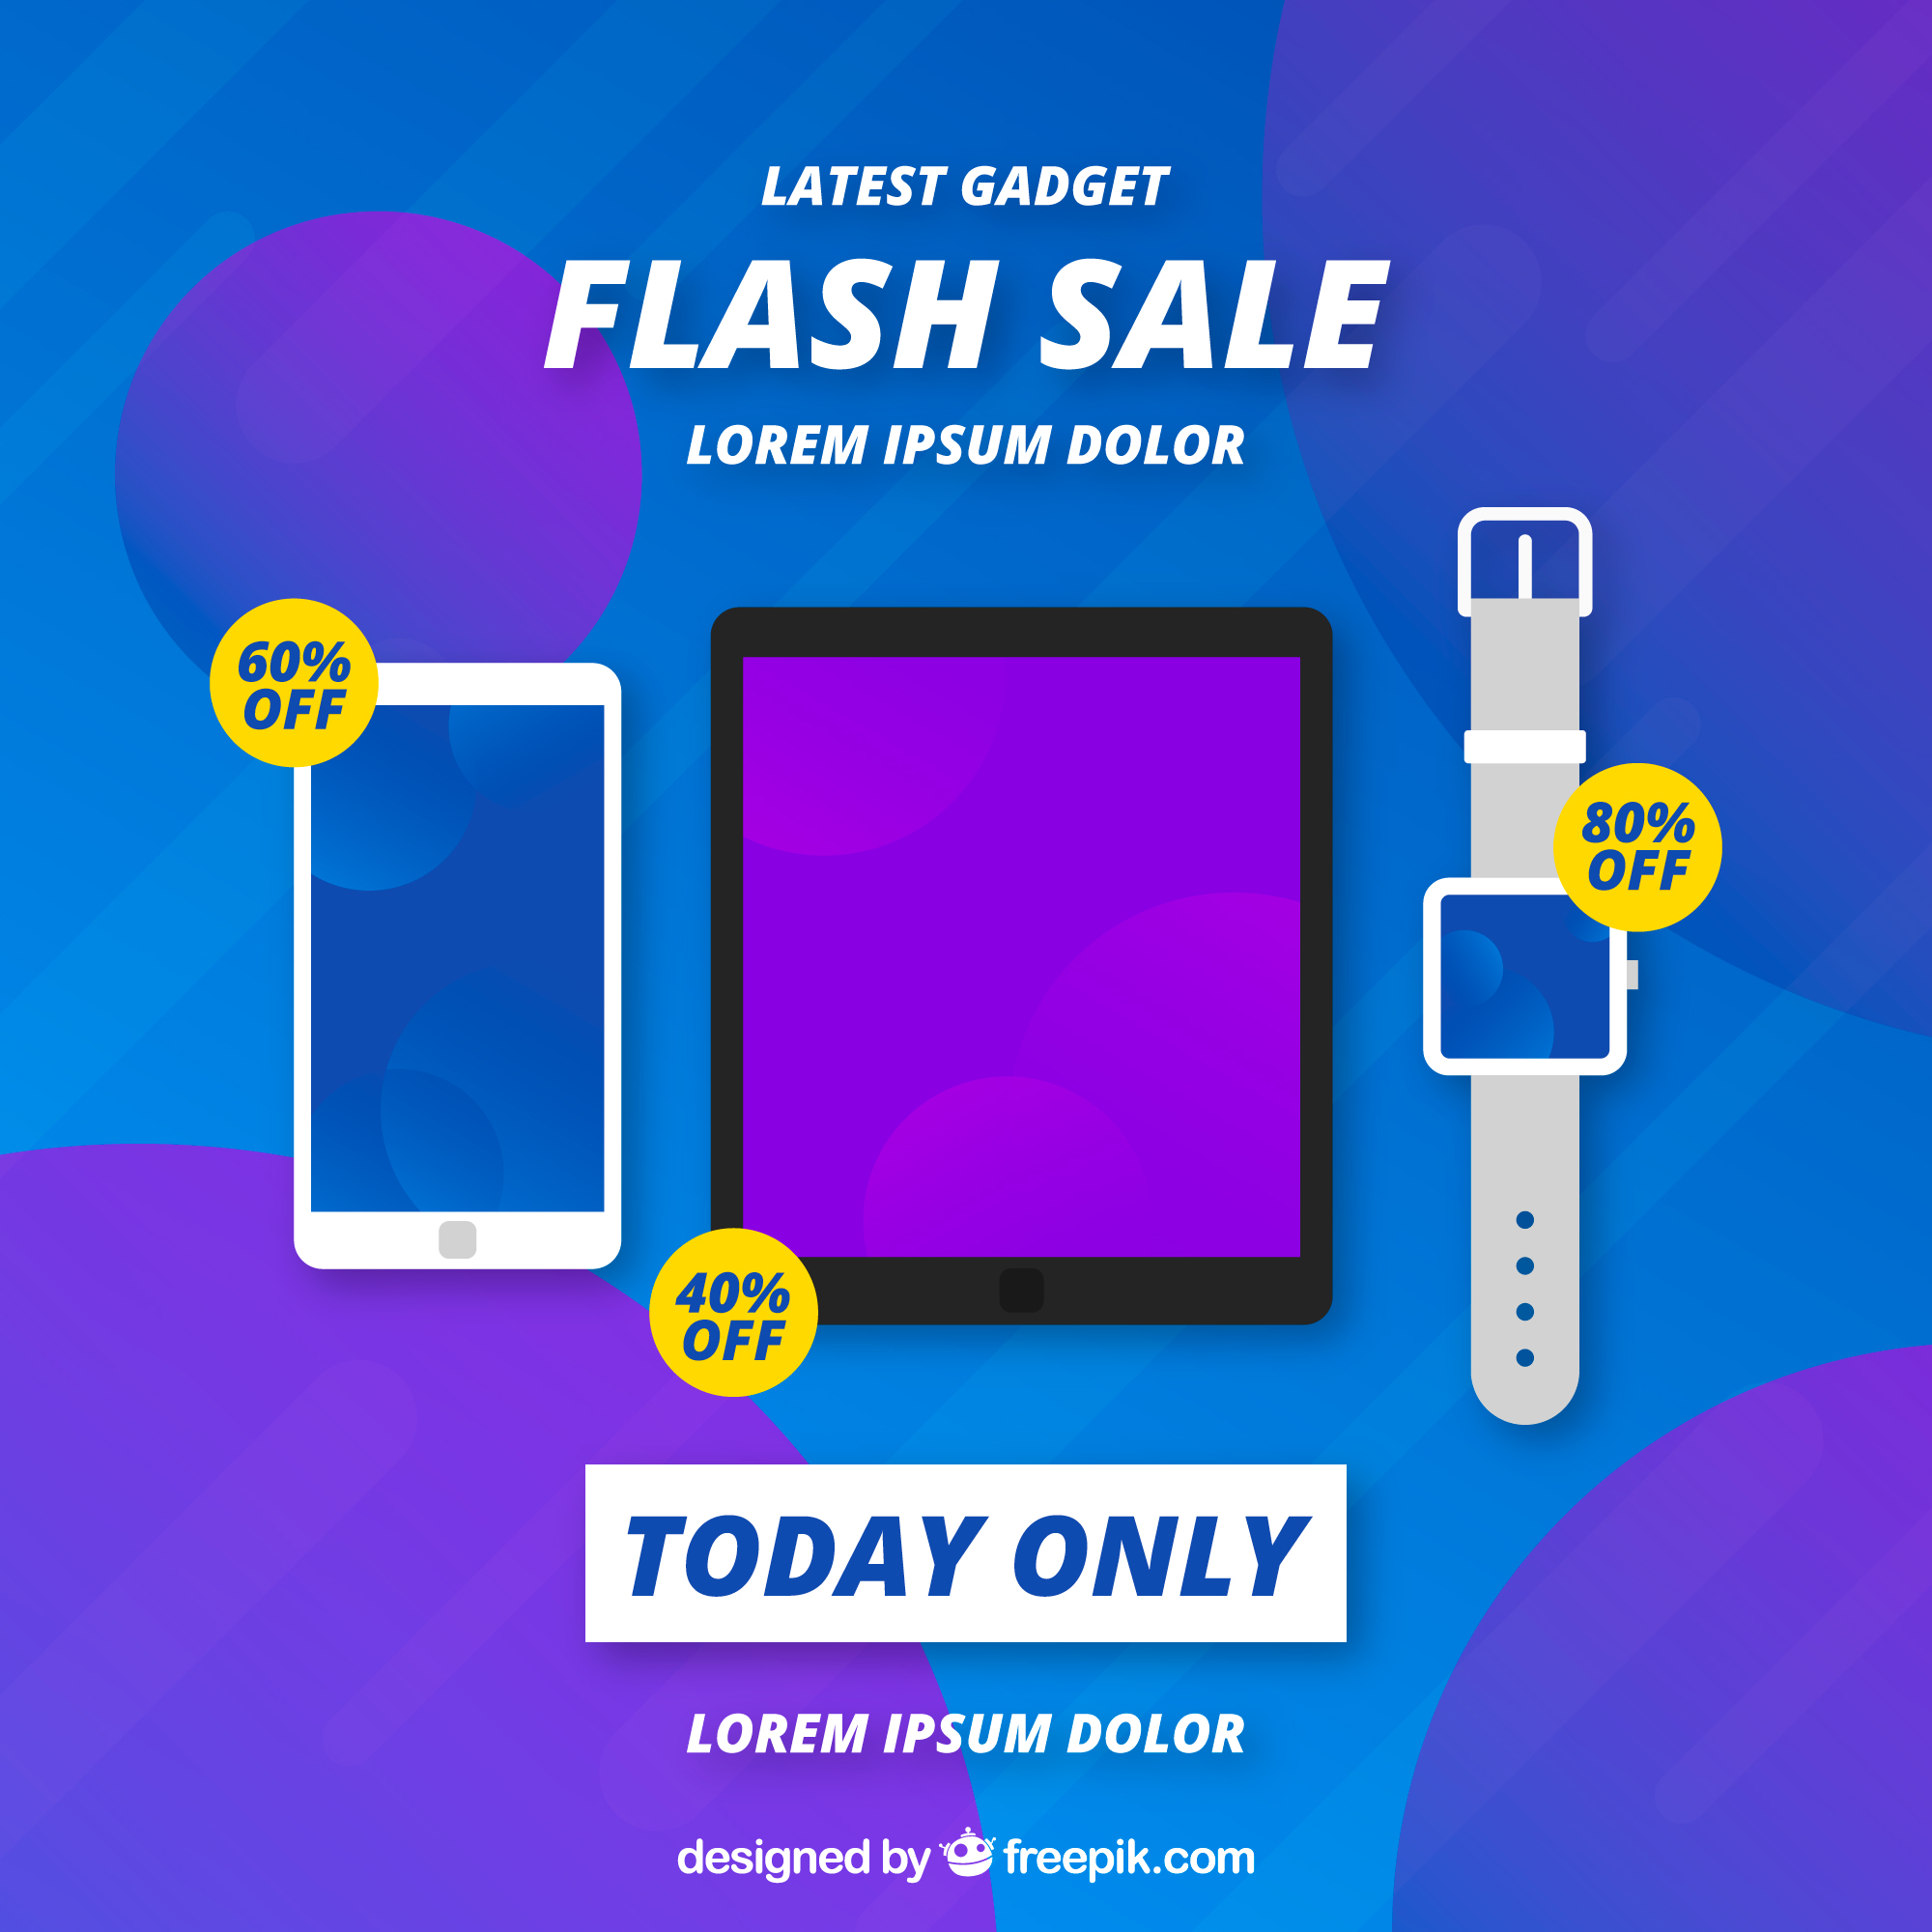 LATEST GADGET
FLASH SALE
LOREM IPSUM DOLOR
60%
OFF
80%
OFF
40%
OFF
TODAY ONLY
LOREM IPSUM DOLOR
designed by freepik.com